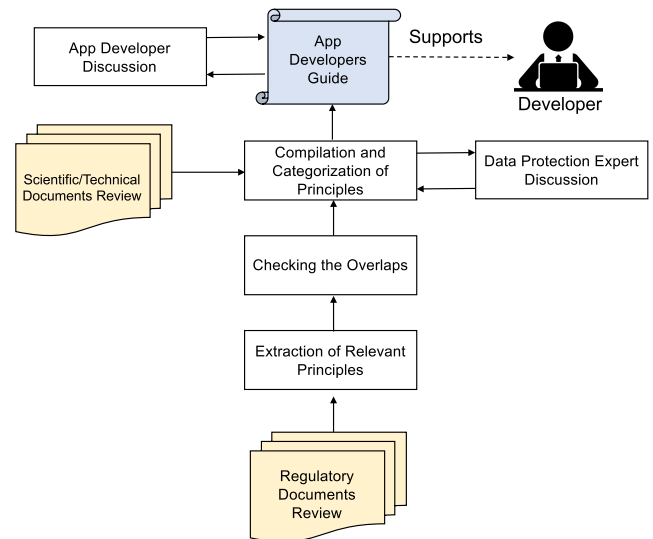 App Developer
Discussion
App
Developers
Guide
Supports
Developer
Scientific/Technical
Documents Review
Compilation and
Categorization of
Principles
Data Protection Expert
Discussion
Checking the Overlaps
Extraction of Relevant
Principles
Regulatory
Documents
Review